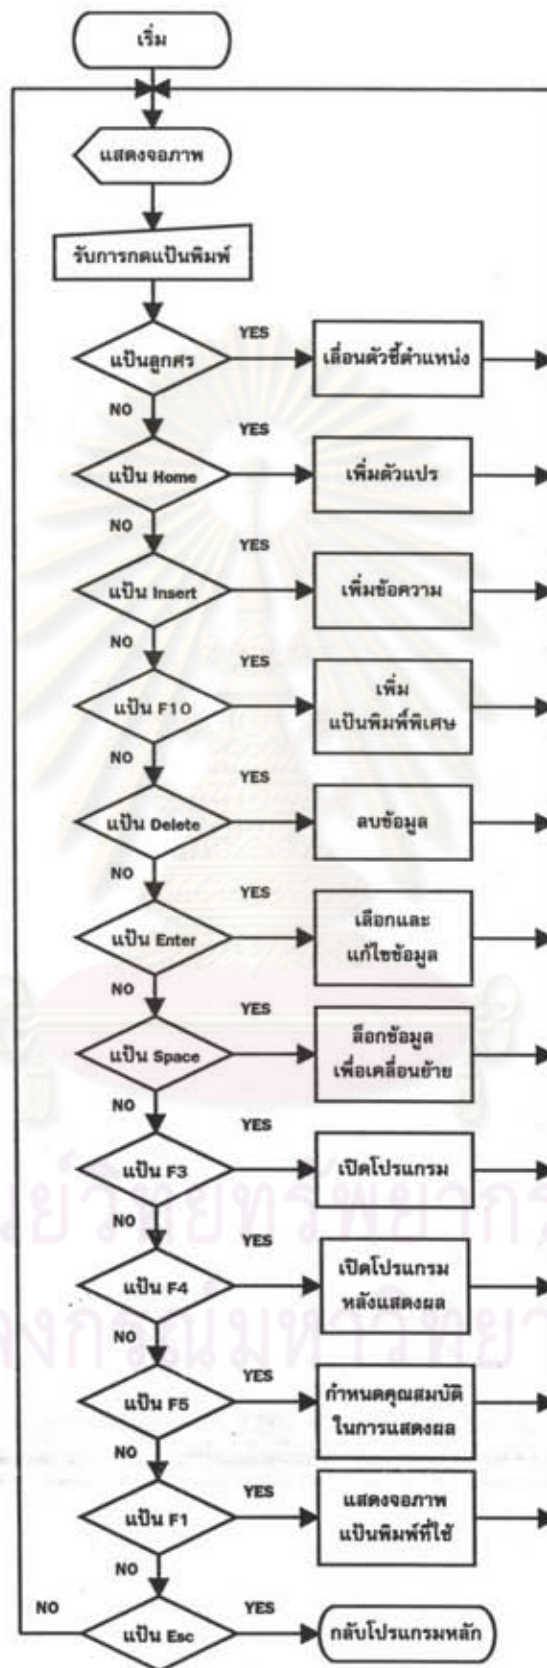 เริ่ม
แสดงจอภาพ
รับการกดแป้นพิมพ์
YES
แป้นลูกศร
เลื่อนตัวชี้ตำแหน่ง
NO
YES
แป้น Home
เพิ่มตัวแปร
NO
YES
แป้น Insert
เพิ่มข้อความ
NO
YES
แป้น F10
เพิ่ม
แป้นพิมพ์พิเศษ
NO
YES
แป้น Delete
ลบข้อมูล
NO
YES
แป้น Enter
เลือกและ
แก้ไขข้อมูล
NO
YES
แป้น Space
ล็อกข้อมูล
เพื่อเคลื่อนย้าย
NO
YES
แป้น F3
เปิดโปรแกรม
NO
YES
แป้น F4
เปิดโปรแกรม
หลังแสดงผล
NO
YES
แป้น F5
กำหนดคุณสมบัติ
ในการแสดงผล
NO
YES
แป้น F1
แสดงจอภาพ
แป้นพิมพ์ที่ใช้
NO
NO
YES
แป้น Esc
กลับโปรแกรมหลัก